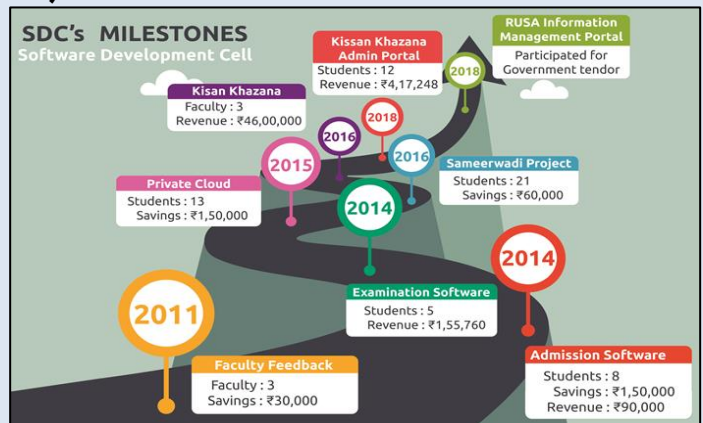 SDC's MILESTONES
Software Development Cell
RUSA Information
Management Portal
Participated for
Government tendor
2018
Kissan Khazana
Admin Portal
Students : 12
Revenue : ₹4,17,248
2018
Kisan Khazana
Faculty : 3
Revenue : ₹46,00,000
2016
2016
Sameerwadi Project
Students : 21
Savings : ₹60,000
2015
Private Cloud
Students : 13
Savings : ₹1,50,000
2014
Examination Software
Students : 5
Revenue : ₹1,55,760
2014
Admission Software
Students : 8
Savings : ₹1,50,000
Revenue : ₹90,000
2011
Faculty Feedback
Faculty : 3
Savings : ₹30,000